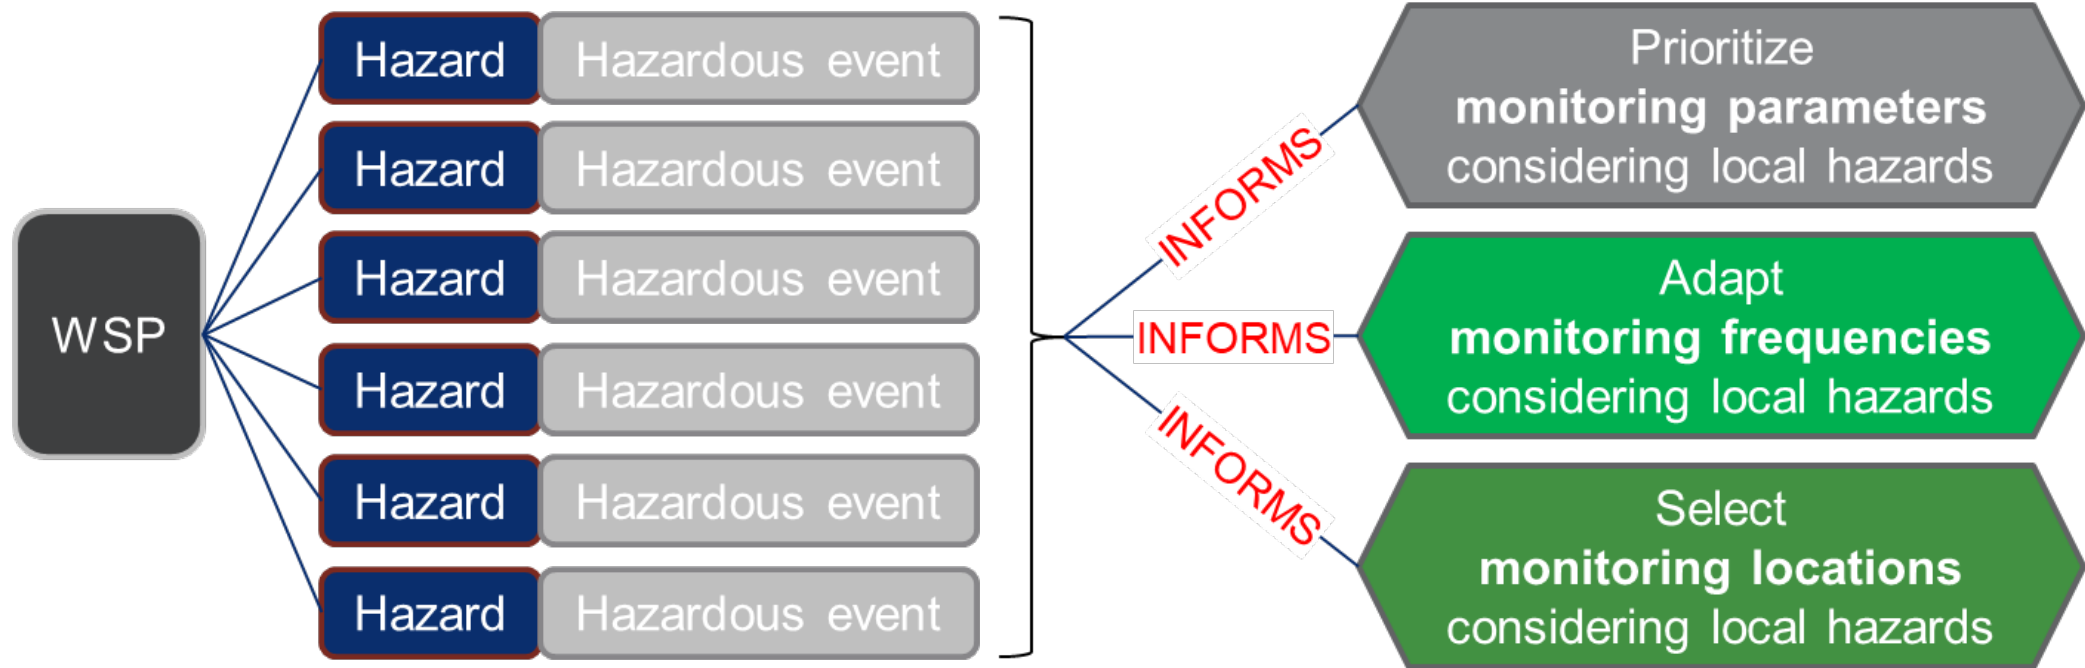 WSP
Hazard Hazardous event
Hazard Hazardous event
Hazard Hazardous event
Hazard Hazardous event
Hazard Hazardous event
Hazard Hazardous event
INFORMS
INFORMS
INFORMS
Prioritize
monitoring parameters
considering local hazards
Adapt
monitoring frequencies
considering local hazards
Select
monitoring locations
considering local hazards